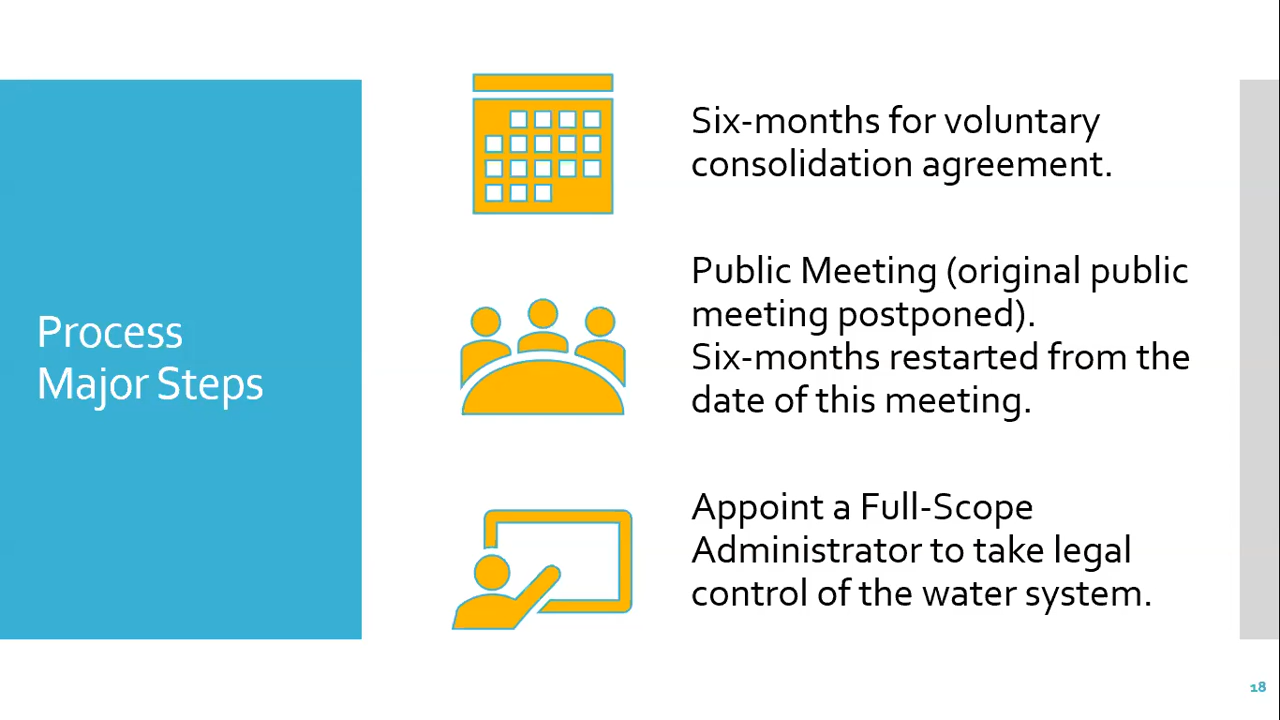 Process
Major Steps
Six-months for voluntary
consolidation agreement.
Public Meeting (original public
meeting postponed).
Six-months restarted from the
date of this meeting.
Appoint a Full-Scope
Administrator to take legal
control of the water system.
18